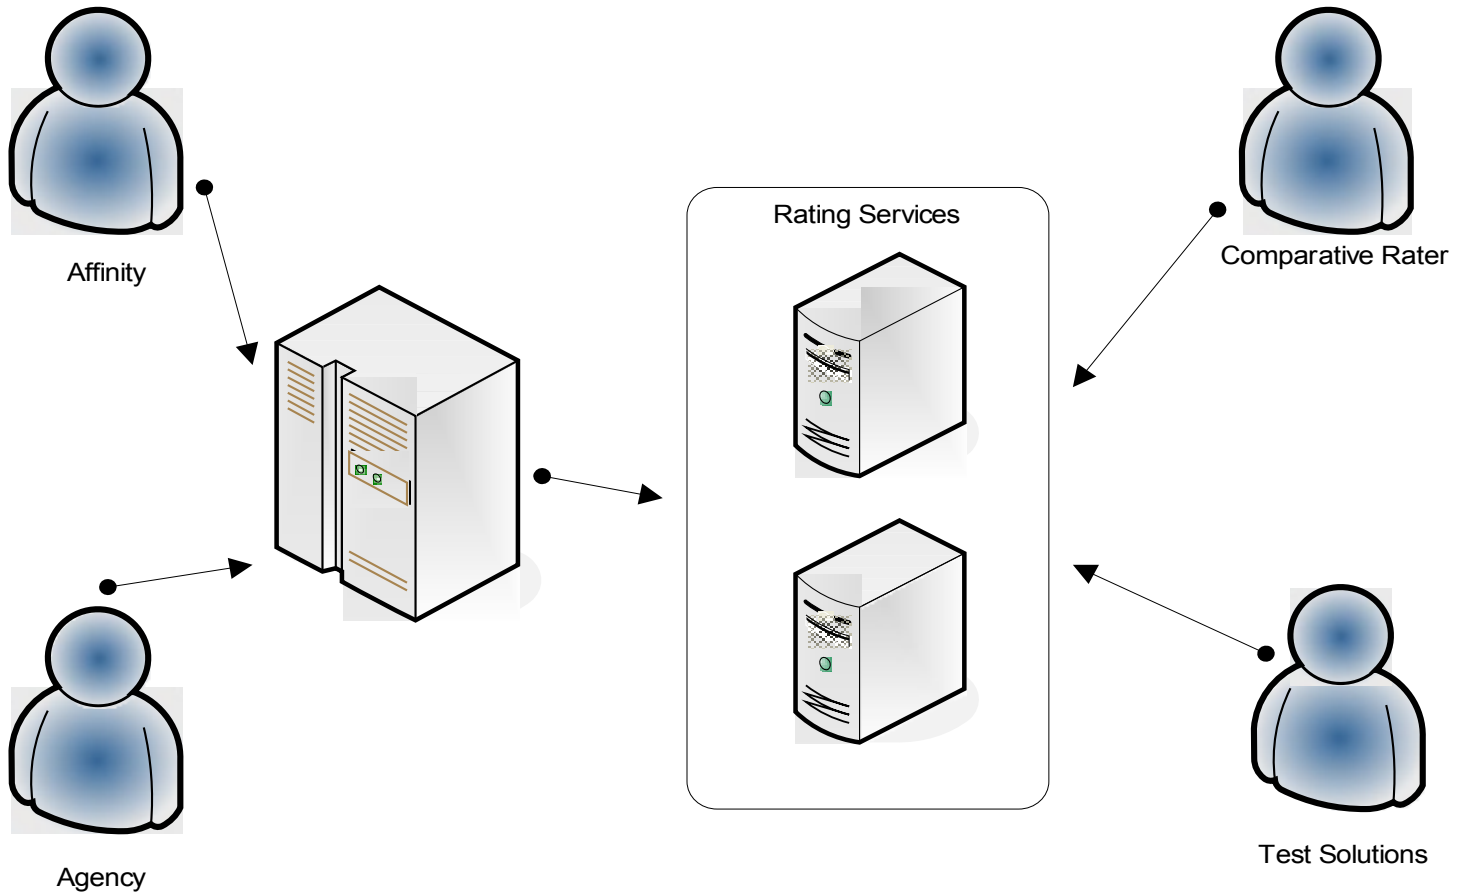 Rating Services
Comparative Rater
Affinity
Test Solutions
Agency